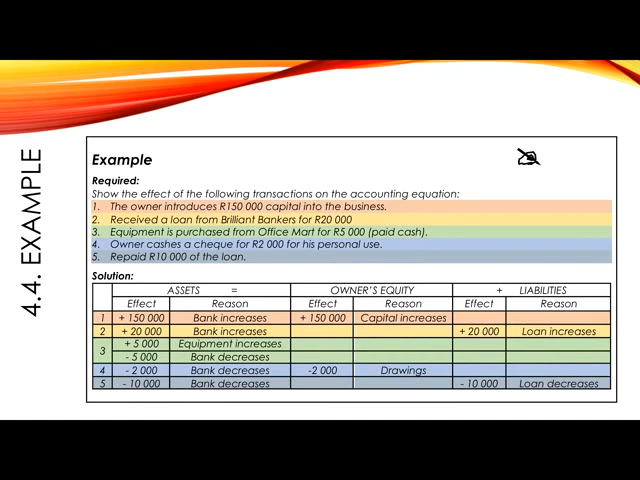 4.4. EXAMPLE
Example
Required:
Show the effect of the following transactions on the accounting equation:
1. The owner introduces R150 000 capital into the business.
2. Received a loan from Brilliant Bankers for R20 000
3. Equipment is purchased from Office Mart for R5 000 (paid cash).
4. Owner cashes a cheque for R2 000 for his personal use.
5. Repaid R10 000 of the loan.
Solution:
ASSETS = OWNER'S EQUITY + LIABILITIES
Effect Reason Effect Reason Effect Reason
1 + 150 000 Bank increases + 150 000 Capital increases
2 + 20 000 Bank increases + 20 000 Loan increases
3 + 5 000 Equipment increases
- 5 000 Bank decreases
4 - 2 000 Bank decreases -2 000 Drawings
5 - 10 000 Bank decreases - 10 000 Loan decreases